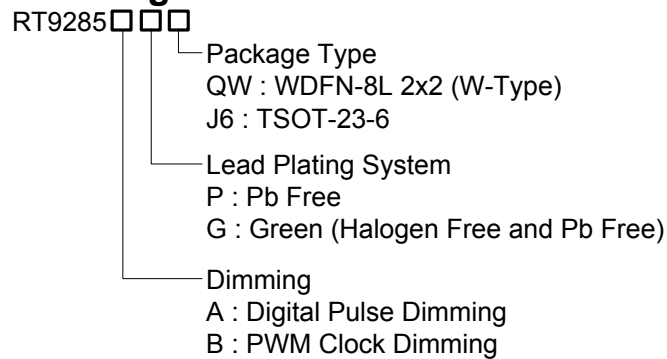 RT9285
Package Type
QW : WDFN-8L 2x2 (W-Type)
J6 : TSOT-23-6
Lead Plating System
P : Pb Free
G : Green (Halogen Free and Pb Free)
Dimming
A : Digital Pulse Dimming
B : PWM Clock Dimming